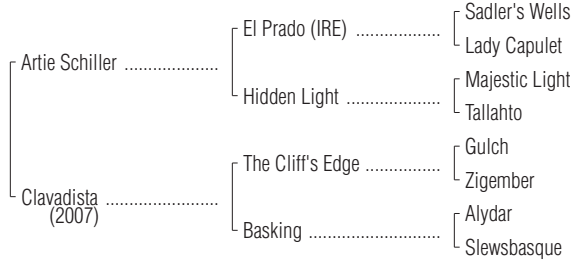 Sadler's Wells
El Prado (IRE) ..................
Lady Capulet
Artie Schiller ....................
Majestic Light
Hidden Light ....................
Tallahto
Gulch
The Cliff's Edge ................
Zigember
Clavadista ........................
(2007)
Alydar
Basking ............................
Slewsbasque